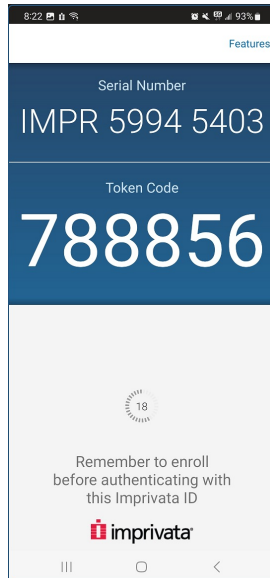 8:22 93%
Features
Serial Number
IMPR 5994 5403
Token Code
788856
18
Remember to enroll
before authenticating with
this Imprivata ID
imprivata